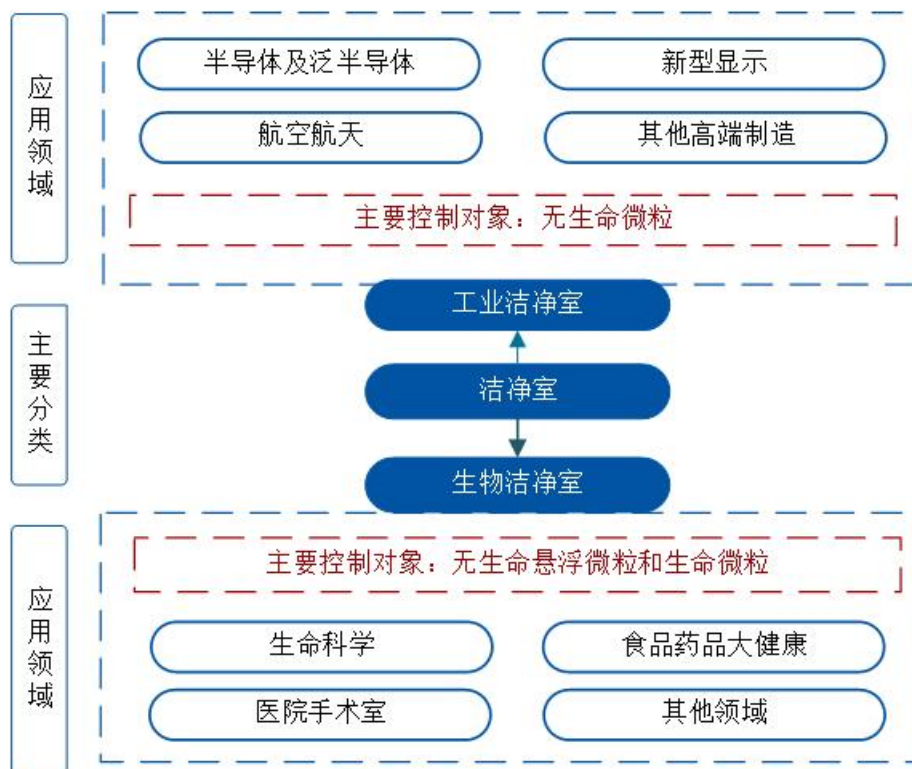 应用领域
半导体及泛半导体
新型显示
航空航天
其他高端制造
主要控制对象：无生命微粒
主要分类
工业洁净室
洁净室
生物洁净室
应用领域
主要控制对象：无生命悬浮微粒和生命微粒
生命科学
食品药品大健康
医院手术室
其他领域